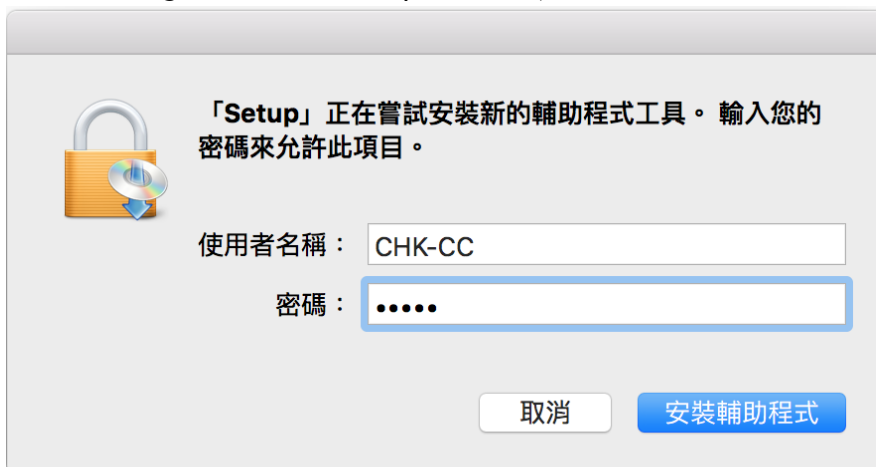 「Setup」正在嘗試安裝新的輔助程式工具。 輸入您的
密碼來允許此項目。
使用者名稱： CHK-CC
密碼： •••••
取消 安裝輔助程式